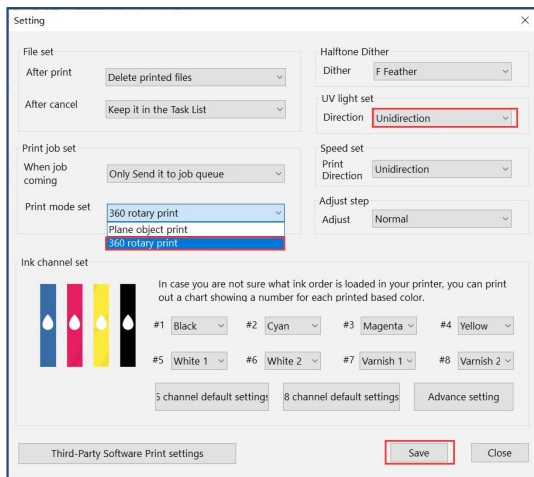 Setting
File set
After print Delete printed files
After cancel Keep it in the Task List
Halftone Dither
Dither F Feather
UV light set
Direction Unidirection
Print job set
When job coming Only Send it to job queue
Print mode set 360 rotary print
Plane object print
360 rotary print
Speed set
Print Direction Unidirection
Adjust step
Adjust Normal
Ink channel set
In case you are not sure what ink order is loaded in your printer, you can print
out a chart showing a number for each printed based color.
#1 Black #2 Cyan #3 Magenta #4 Yellow
#5 White 1 #6 White 2 #7 Varnish 1 #8 Varnish 2
channel default settings 8 channel default settings Advance setting
Third-Party Software Print settings Save Close